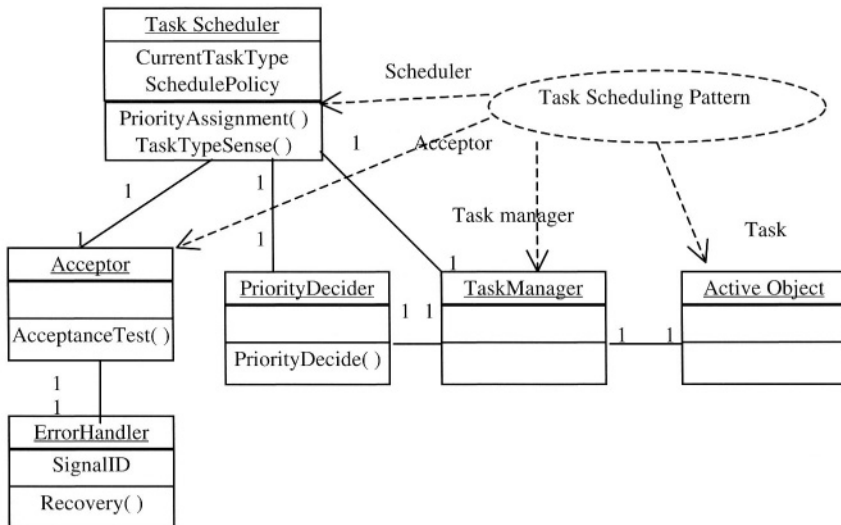 Task Scheduler
CurrentTaskType
SchedulePolicy
PriorityAssignment( )
TaskTypeSense( )
Scheduler
Task Scheduling Pattern
Acceptor
1
1
1
1
1
1
Task manager
Task
Acceptor
AcceptanceTest( )
PriorityDecider
PriorityDecide( )
1 1
TaskManager
1 1
Active Object
1
1
ErrorHandler
SignalID
Recovery( )